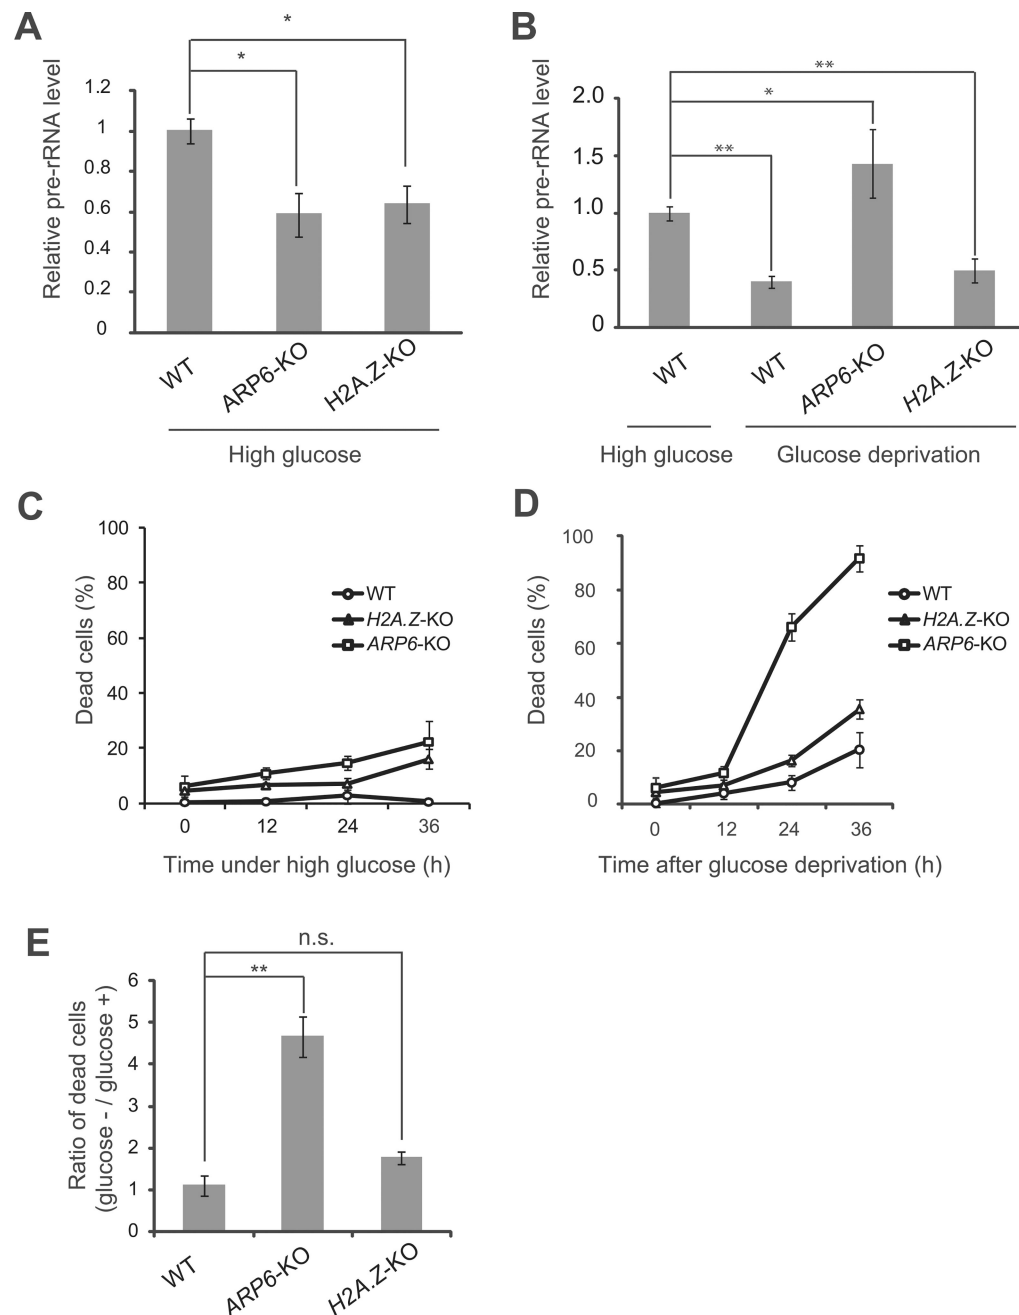 A
*
*
Relative pre-rRNA level
1.2
1
0.8
0.6
0.4
0.2
0
WT
ARP6-KO
H2A.Z-KO
High glucose
B
**
*
**
Relative pre-rRNA level
2.0
1.5
1.0
0.5
0
WT
WT
ARP6-KO
H2A.Z-KO
High glucose
Glucose deprivation
C
Dead cells (%)
100
80
60
40
20
0
WT
H2A.Z-KO
ARP6-KO
0
12
24
36
Time under high glucose (h)
D
Dead cells (%)
100
80
60
40
20
0
WT
H2A.Z-KO
ARP6-KO
0
12
24
36
Time after glucose deprivation (h)
E
n.s.
**
Ratio of dead cells
(glucose - / glucose +)
6
5
4
3
2
1
0
WT
ARP6-KO
H2A.Z-KO